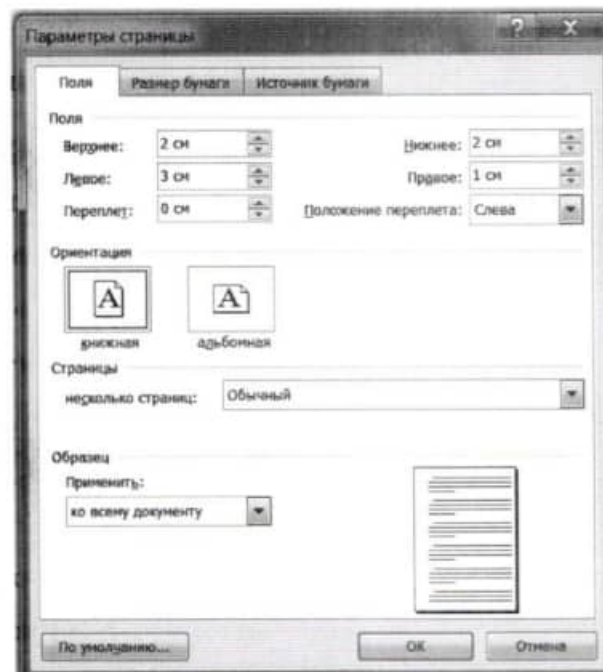 Параметры страницы
Поля Размер бумаги Источник бумаги
Поля
Верхнее: 2 см Нижнее: 2 см
Левое: 3 см Правое: 1 см
Переплет: 0 см Положение переплета: Слева
Ориентация
А А
книжная альбомная
Страницы
несколько страниц: Обычный
Образец
Применить:
ко всему документу
По умолчанию... ОК Отмена